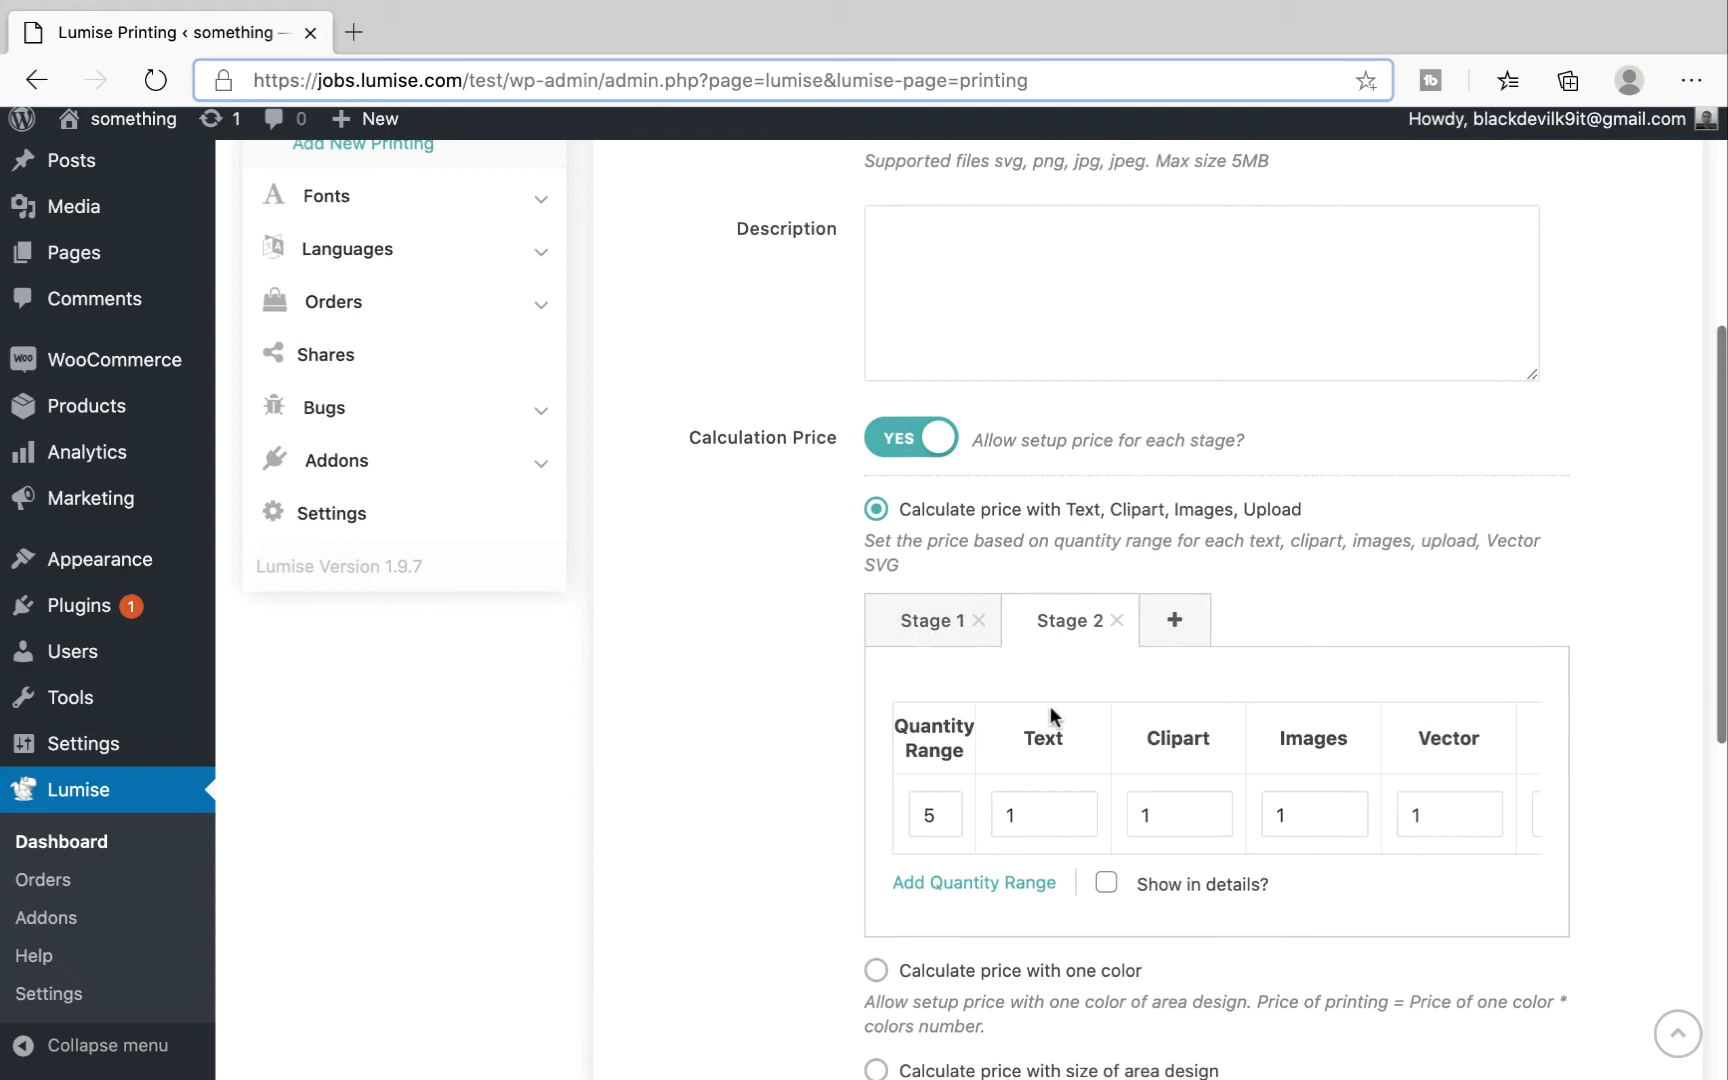 Lumise Printing ‹ something —
https://jobs.lumise.com/test/wp-admin/admin.php?page=lumise&lumise-page=printing
something 1 0 New
Howdy, blackdevilk9it@gmail.com
Posts
Media
Pages
Comments
WooCommerce
Products
Analytics
Marketing
Appearance
Plugins 1
Users
Tools
Settings
Lumise
Dashboard
Orders
Addons
Help
Settings
Collapse menu
Add New Printing
Fonts
Languages
Orders
Shares
Bugs
Addons
Settings
Lumise Version 1.9.7
Supported files svg, png, jpg, jpeg. Max size 5MB
Description
Calculation Price YES Allow setup price for each stage?
Calculate price with Text, Clipart, Images, Upload
Set the price based on quantity range for each text, clipart, images, upload, Vector
SVG
Stage 1 Stage 2 +
Quantity
Range Text Clipart Images Vector
5 1 1 1 1
Add Quantity Range Show in details?
Calculate price with one color
Allow setup price with one color of area design. Price of printing = Price of one color *
colors number.
Calculate price with size of area design